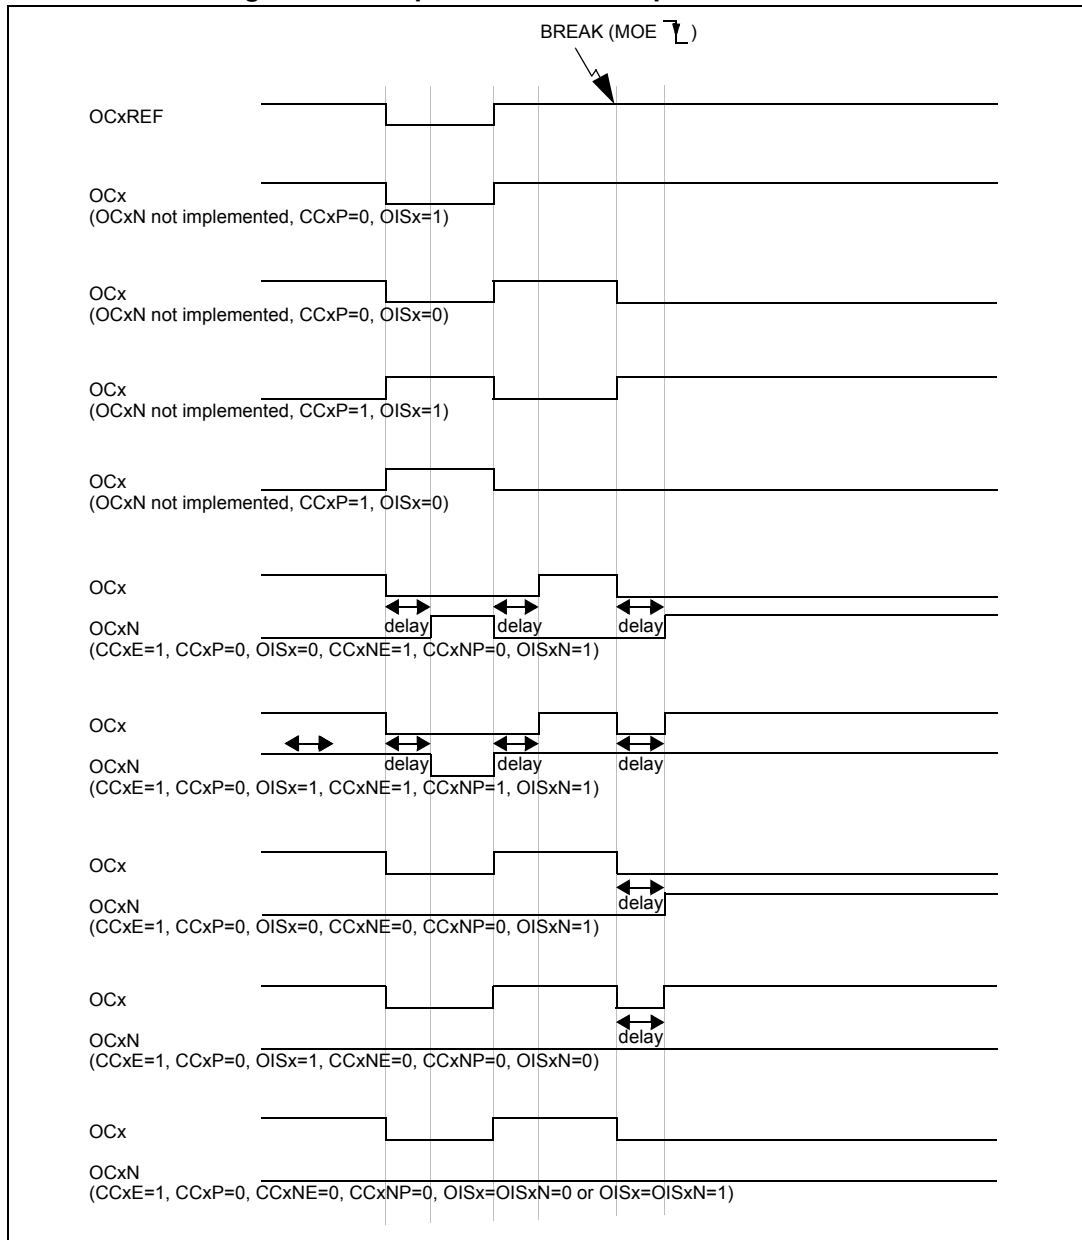 BREAK (MOE )
OCxREF
OCx
(OCxN not implemented, CCxP=0, OISx=1)
OCx
(OCxN not implemented, CCxP=0, OISx=0)
OCx
(OCxN not implemented, CCxP=1, OISx=1)
OCx
(OCxN not implemented, CCxP=1, OISx=0)
OCx
delay delay delay
OCxN
(CCxE=1, CCxP=0, OISx=0, CCxNE=1, CCxNP=0, OISxN=1)
OCx
delay delay delay
OCxN
(CCxE=1, CCxP=0, OISx=1, CCxNE=1, CCxNP=1, OISxN=1)
OCx
delay
OCxN
(CCxE=1, CCxP=0, OISx=0, CCxNE=0, CCxNP=0, OISxN=1)
OCx
delay
OCxN
(CCxE=1, CCxP=0, OISx=1, CCxNE=0, CCxNP=0, OISxN=0)
OCx
OCxN
(CCxE=1, CCxP=0, CCxNE=0, CCxNP=0, OISx=OISxN=0 or OISx=OISxN=1)